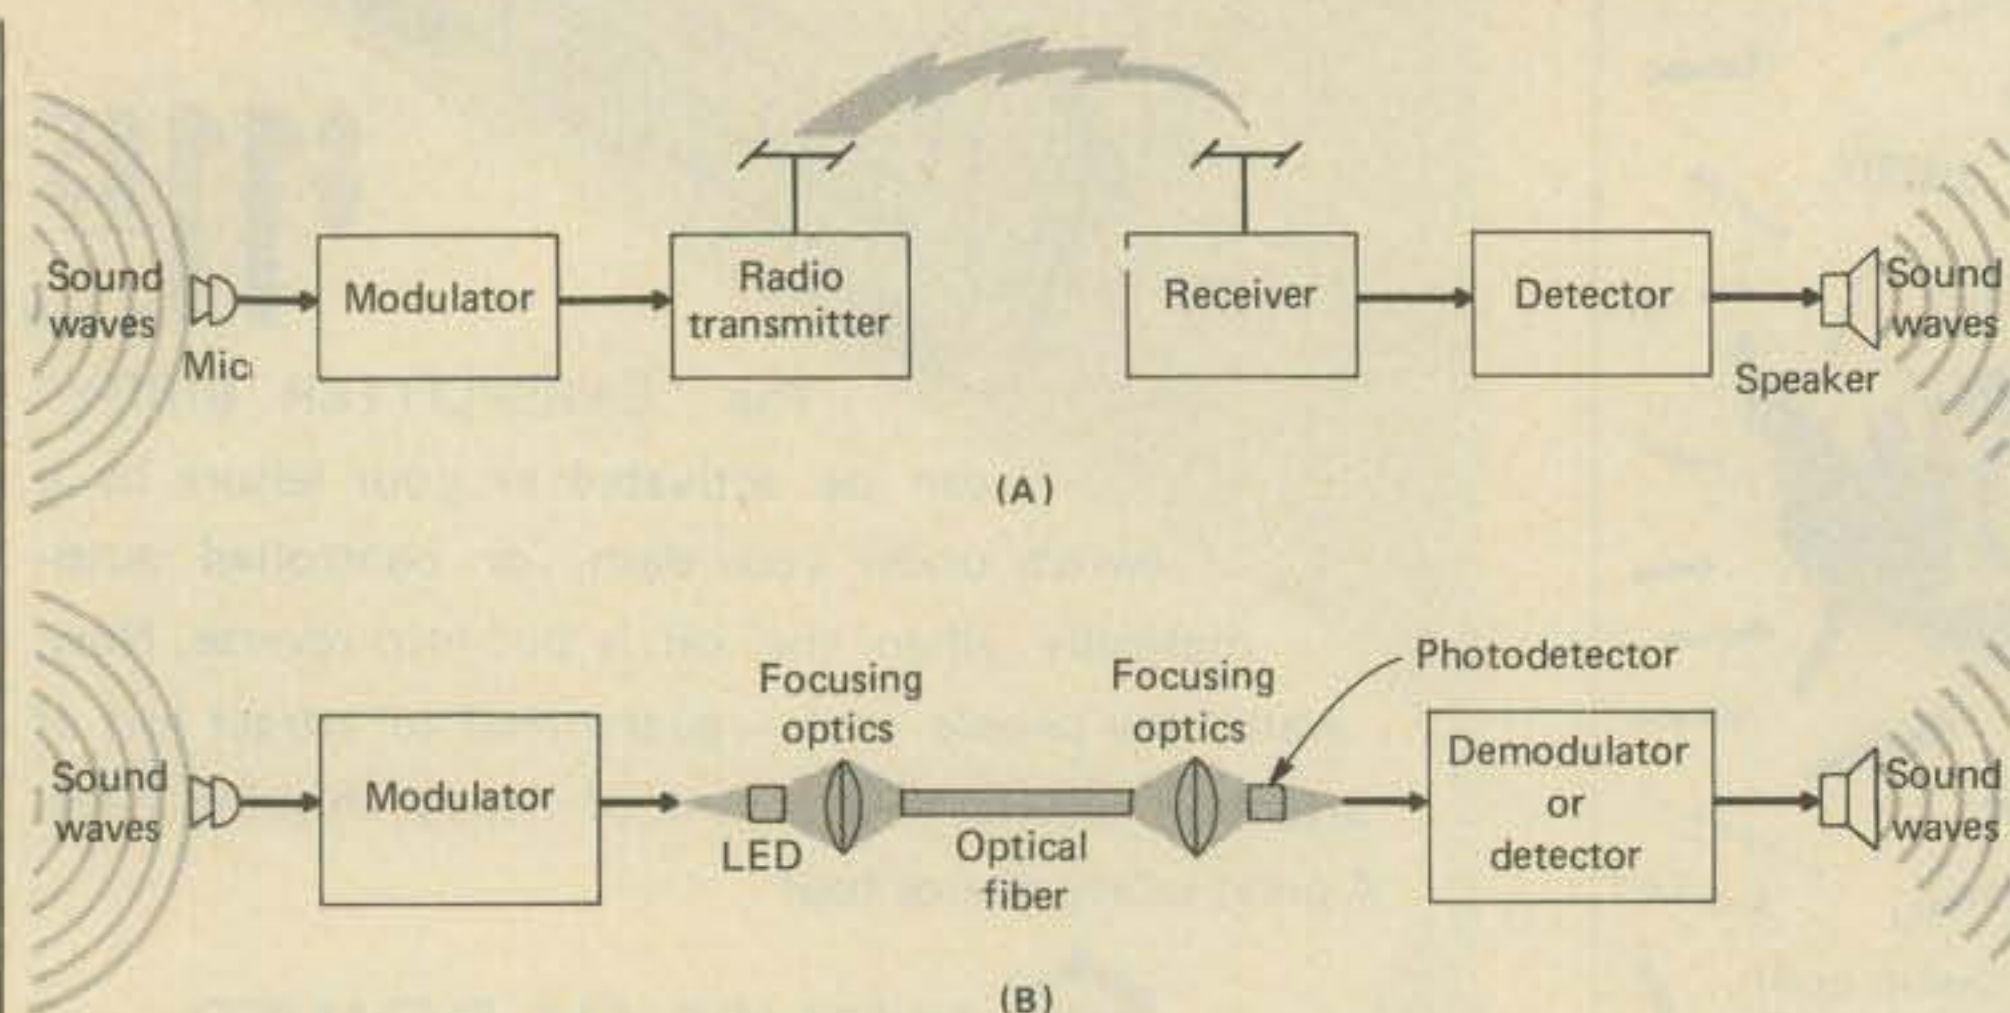 Sound
waves
Mic
Modulator
Radio
transmitter
Receiver
Detector
Speaker
Sound
waves
(A)
Sound
waves
Modulator
LED
Focusing
optics
Optical
fiber
Focusing
optics
Photodetector
Demodulator
or
detector
Sound
waves
(B)